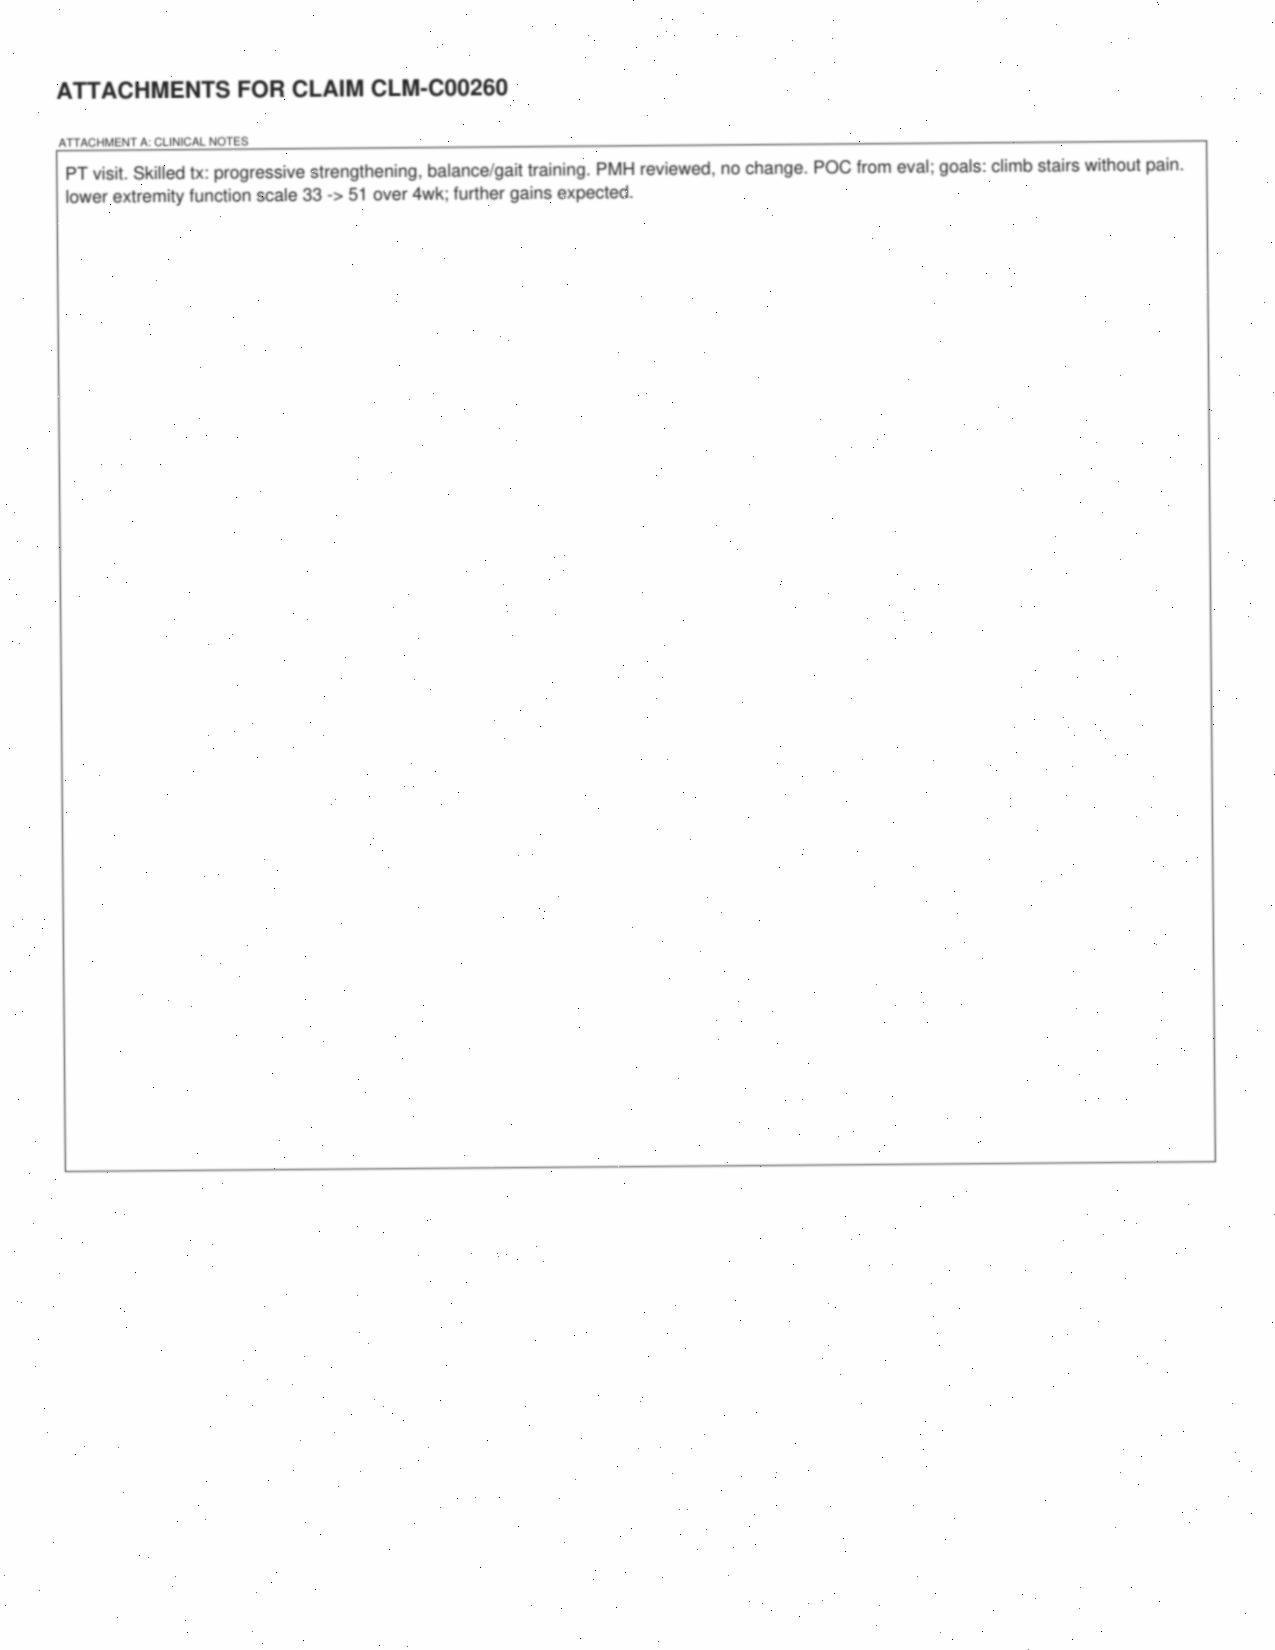 ATTACHMENTS FOR CLAIM CLM-C00260
ATTACHMENT A: CLINICAL NOTES
PT visit. Skilled tx: progressive strengthening, balance/gait training. PMH reviewed, no change. POC from eval; goals: climb stairs without pain.
lower extremity function scale 33 -> 51 over 4wk; further gains expected.